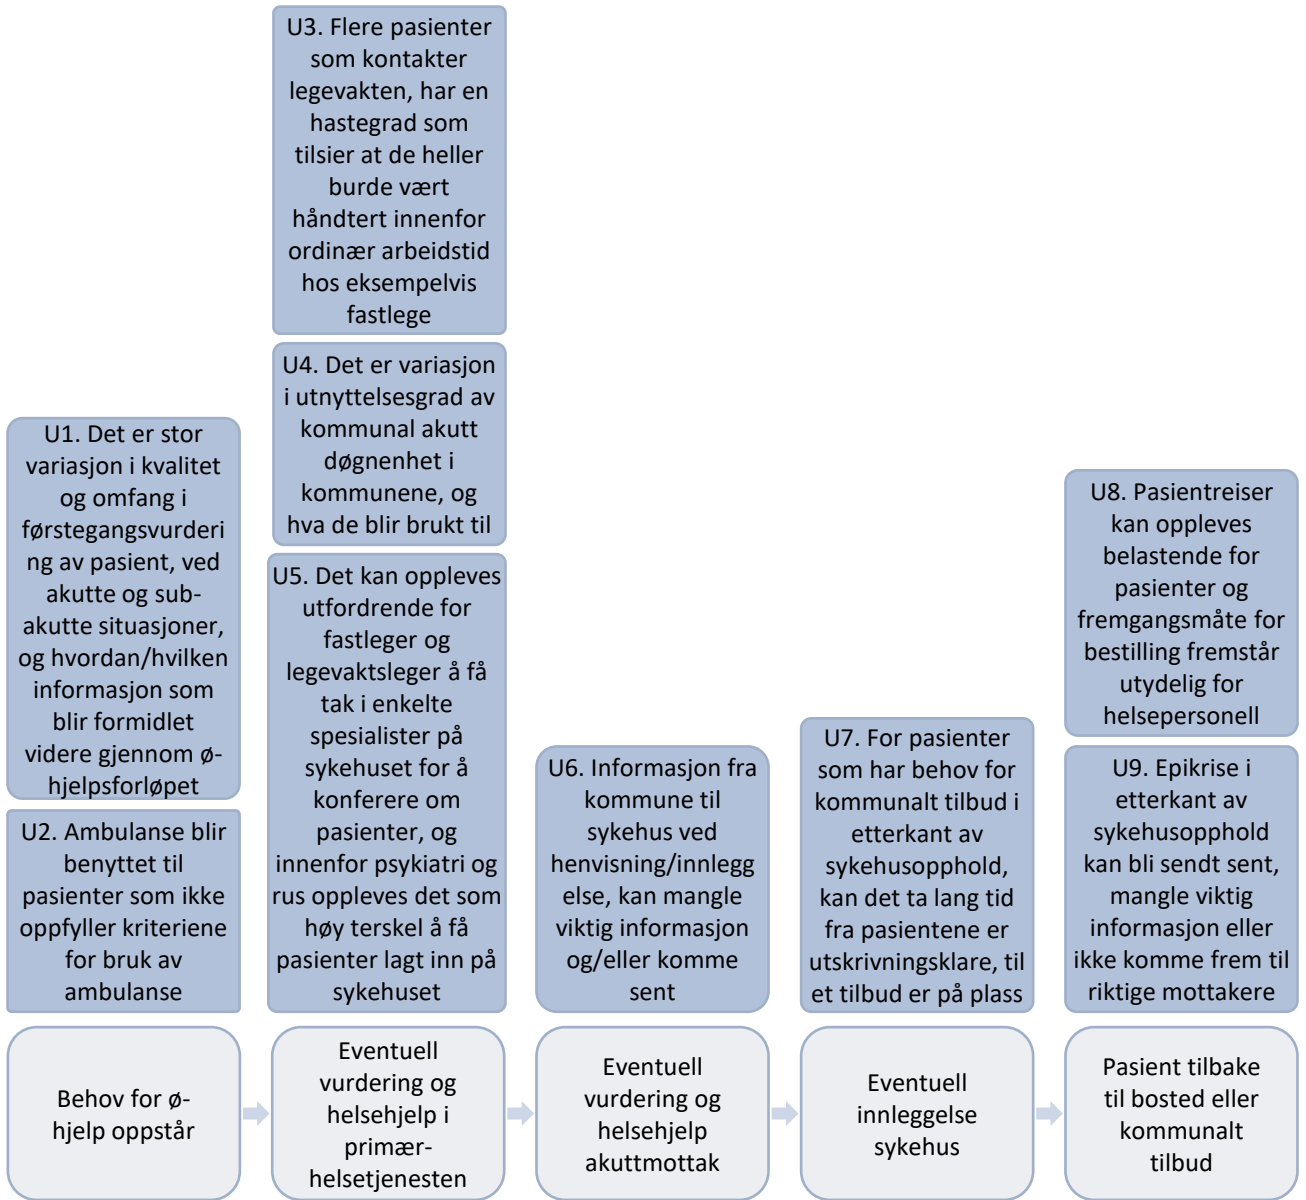 U1. Det er stor
variasjon i kvalitet
og omfang i
førstegangsvurderi
ng av pasient, ved
akutte og sub-
akutte situasjoner,
og hvordan/hvilken
informasjon som
blir formidlet
videre gjennom ø-
hjelpsforløpet
U2. Ambulanse blir
benyttet til
pasienter som ikke
oppfyller kriteriene
for bruk av
ambulanse
Behov for ø-
hjelp oppstår
U3. Flere pasienter
som kontakter
legevakten, har en
hastegrad som
tilsier at de heller
burde vært
håndtert innenfor
ordinær arbeidstid
hos eksempelvis
fastlege
U4. Det er variasjon
i utnyttelsesgrad av
kommunal akutt
døgnenhet i
kommunene, og
hva de blir brukt til
U5. Det kan oppleves
utfordrende for
fastleger og
legevaktsleger å få
tak i enkelte
spesialister på
sykehuset for å
konferere om
pasienter, og
innenfor psykiatri og
rus oppleves det som
høy terskel å få
pasienter lagt inn på
sykehuset
Eventuell
vurdering og
helsehjelp i
primær-
helsetjenesten
U6. Informasjon fra
kommune til
sykehus ved
henvisning/innlegg
else, kan mangle
viktig informasjon
og/eller komme
sent
Eventuell
vurdering og
helsehjelp
akuttmottak
U7. For pasienter
som har behov for
kommunalt tilbud i
etterkant av
sykehusopphold,
kan det ta lang tid
fra pasientene er
utskrivningsklare, til
et tilbud er på plass
Eventuell
innleggelse
sykehus
U8. Pasientreiser
kan oppleves
belastende for
pasienter og
fremgangsmåte for
bestilling fremstår
utydelig for
helsepersonell
U9. Epikrise i
etterkant av
sykehusopphold
kan bli sendt sent,
mangle viktig
informasjon eller
ikke komme frem til
riktige mottakere
Pasient tilbake
til bosted eller
kommunalt
tilbud